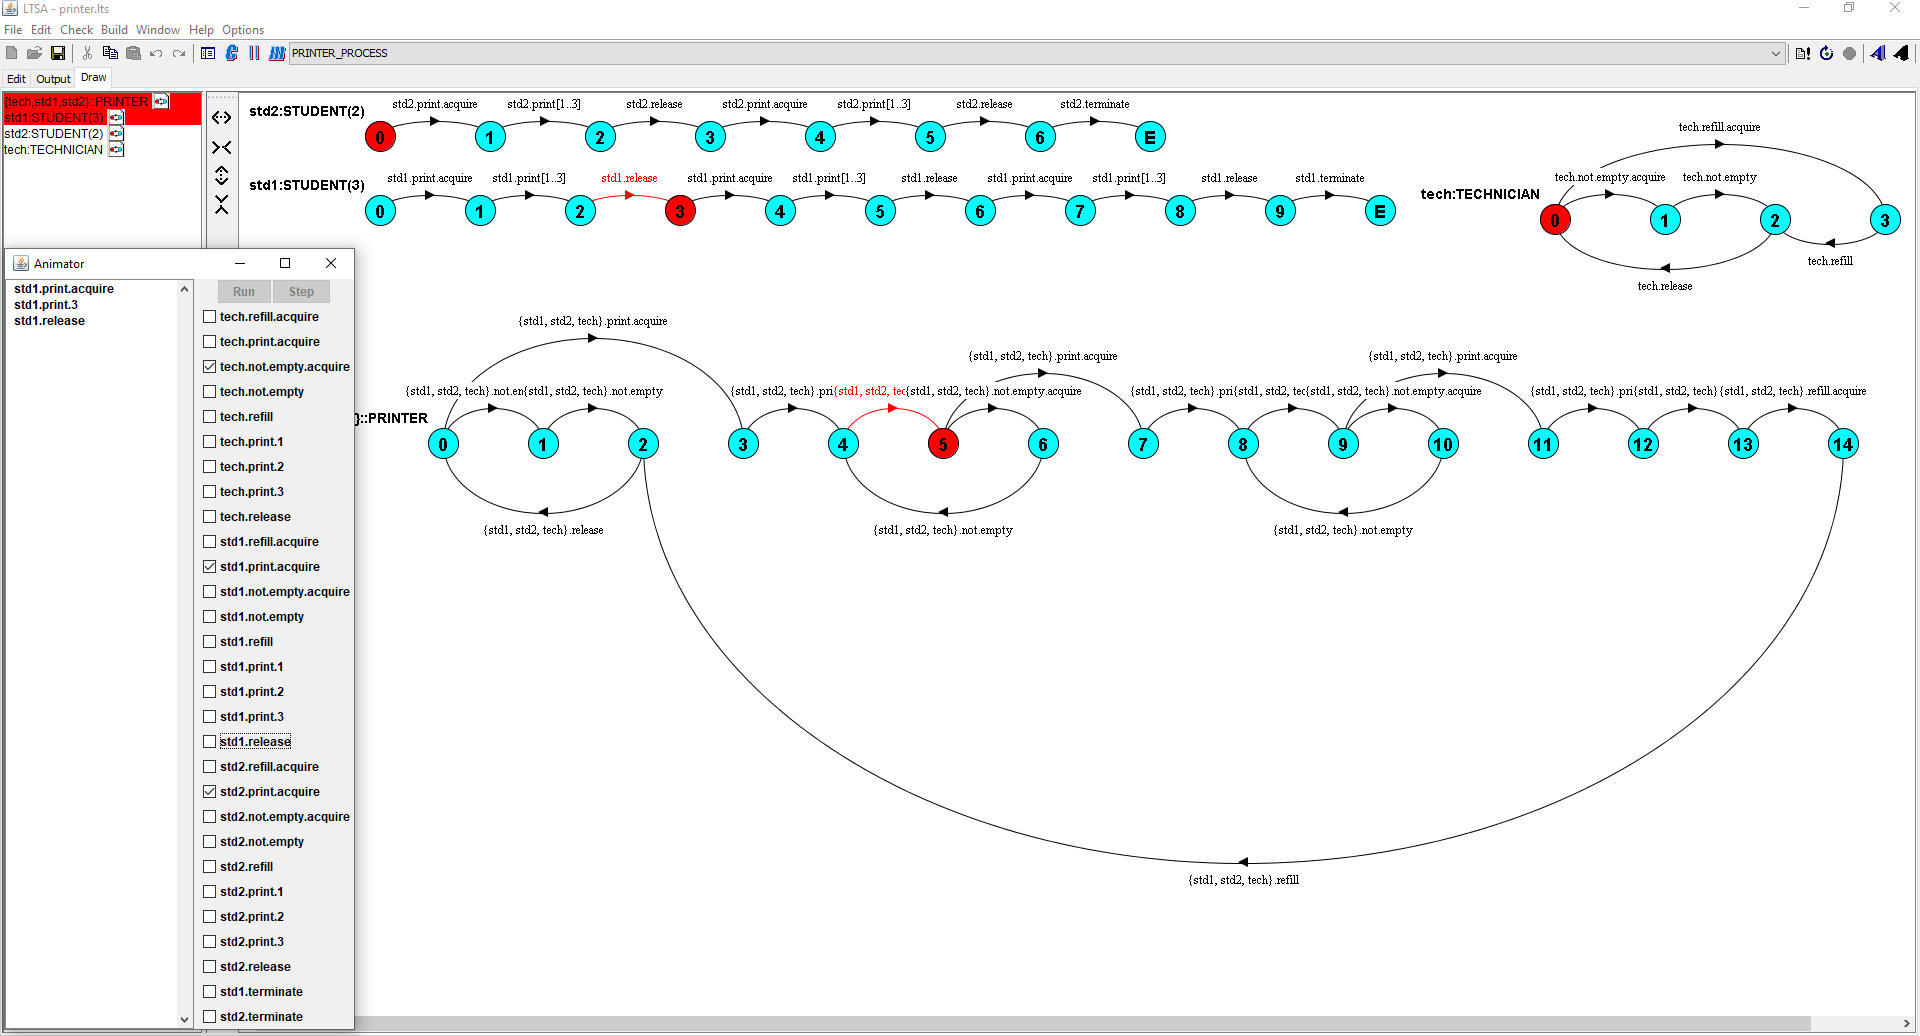 LTSA - printer.lts
File Edit Check Build Window Help Options
PRINTER_PROCESS
Edit Output Draw
{tech,std1,std2}::PRINTER
std1:STUDENT(3)
std2:STUDENT(2)
tech:TECHNICIAN
std2:STUDENT(2)
std2.print.acquire std2.print[1..3] std2.release std2.print.acquire std2.print[1..3] std2.release std2.terminate
0 1 2 3 4 5 6 E
std1:STUDENT(3)
std1.print.acquire std1.print[1..3] std1.release std1.print.acquire std1.print[1..3] std1.release std1.print.acquire std1.print[1..3] std1.release std1.terminate
0 1 2 3 4 5 6 7 8 9 E
tech:TECHNICIAN
tech.refill.acquire
tech.not.empty.acquire tech.not.empty
0 1 2 3
tech.refill
tech.release
Animator
std1.print.acquire
std1.print.3
std1.release
Run Step
tech.refill.acquire
tech.print.acquire
tech.not.empty.acquire
tech.not.empty
tech.refill
tech.print.1
tech.print.2
tech.print.3
tech.release
std1.refill.acquire
std1.print.acquire
std1.not.empty.acquire
std1.not.empty
std1.refill
std1.print.1
std1.print.2
std1.print.3
std1.release
std2.refill.acquire
std2.print.acquire
std2.not.empty.acquire
std2.not.empty
std2.refill
std2.print.1
std2.print.2
std2.print.3
std2.release
std1.terminate
std2.terminate
{std1, std2, tech}.print.acquire
{std1, std2, tech}.print.acquire {std1, std2, tech}.print.acquire
{std1, std2, tech}.not.en {std1, std2, tech}.not.empty {std1, std2, tech}.pri {std1, std2, tec {std1, std2, tech}.not.empty.acquire {std1, std2, tech}.pri {std1, std2, tec {std1, std2, tech}.not.empty.acquire {std1, std2, tech}.pri {std1, std2, tech} {std1, std2, tech}.refill.acquire
}::PRINTER
0 1 2 3 4 5 6 7 8 9 10 11 12 13 14
{std1, std2, tech}.release {std1, std2, tech}.not.empty {std1, std2, tech}.not.empty
{std1, std2, tech}.refill